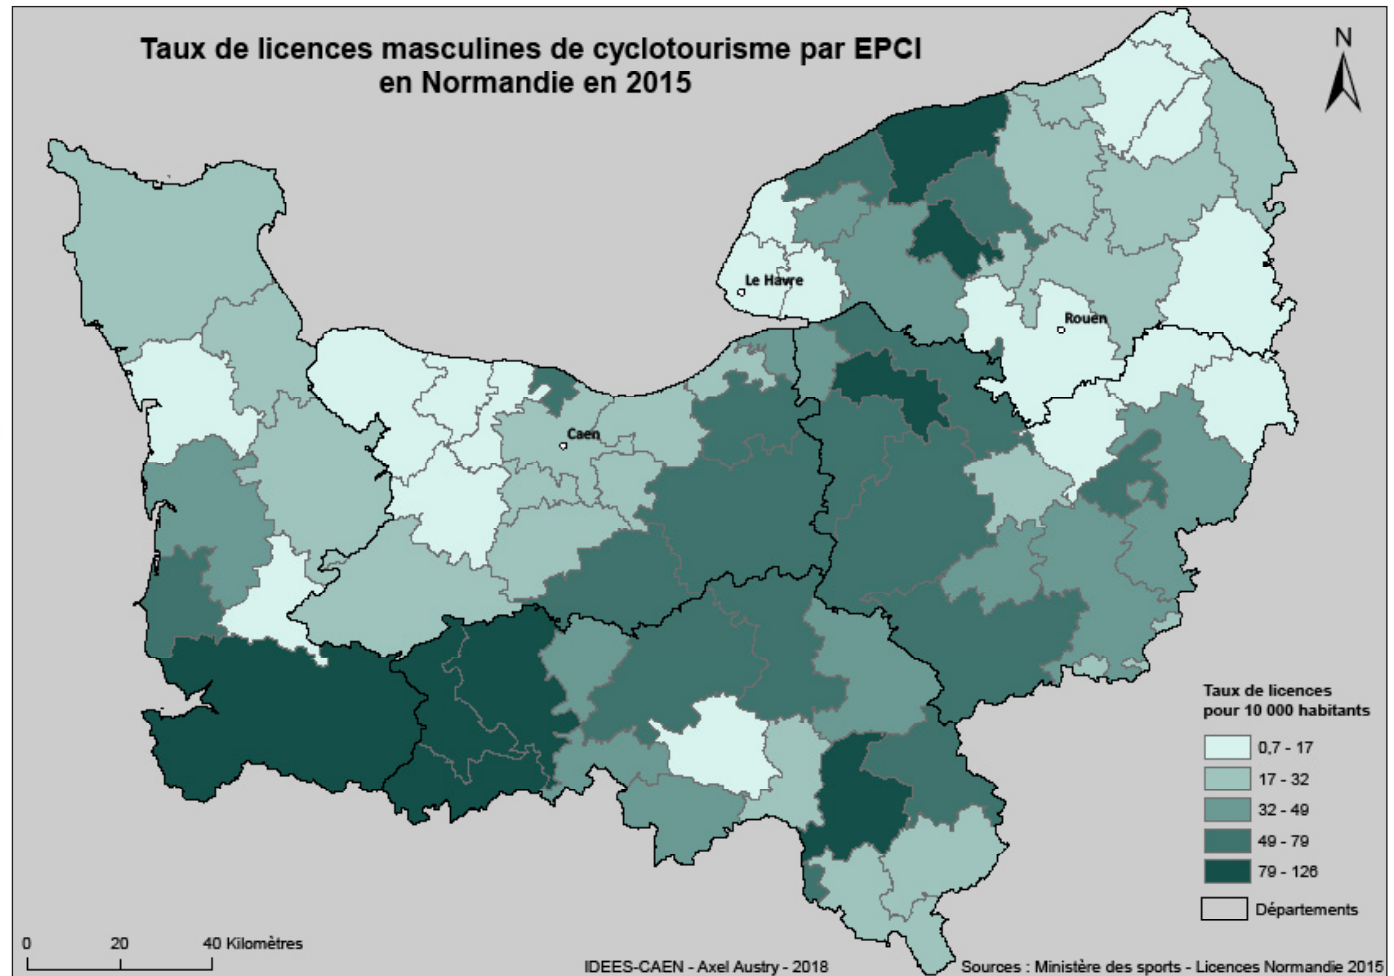 Taux de licences masculines de cyclotourisme par EPCI
en Normandie en 2015
N
Le Havre
Rouen
Caen
Taux de licences
pour 10 000 habitants
0,7 - 17
17 - 32
32 - 49
49 - 79
79 - 126
Départements
0 20 40 Kilomètres
IDEES-CAEN - Axel Austry - 2018
Sources : Ministère des sports - Licences Normandie 2015